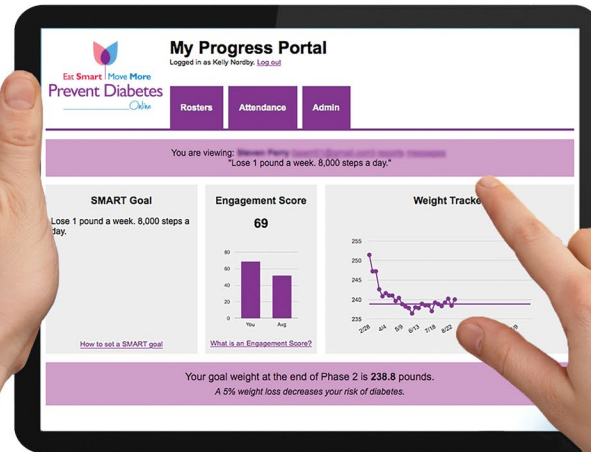 My Progress Portal
Logged in as Kelly Nordby. Log out
Eat Smart Move More
Prevent Diabetes
Online
Rosters
Attendance
Admin
You are viewing:
"Lose 1 pound a week. 8,000 steps a day."
SMART Goal
Lose 1 pound a week. 8,000 steps a
day.
How to set a SMART goal
Engagement Score
69
80
60
40
20
0
You
Avg
What is an Engagement Score?
Weight Tracke
255
250
245
240
235
2/28
4/4
5/9
6/13
7/18
8/22
Your goal weight at the end of Phase 2 is 238.8 pounds.
A 5% weight loss decreases your risk of diabetes.